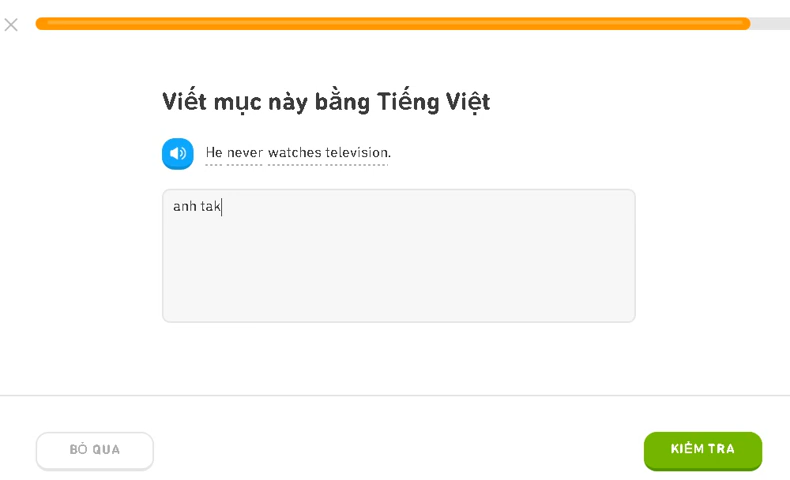 Viết mục này bằng Tiếng Việt
He never watches television.
anh tak
BỎ QUA
KIỂM TRA